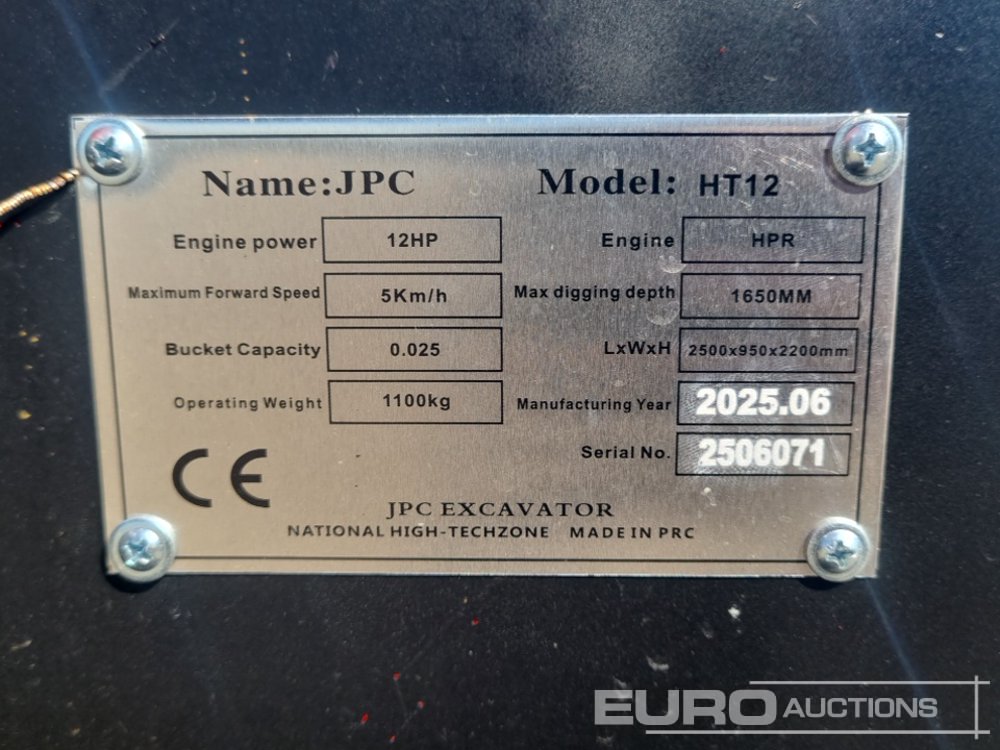 Name:JPC Model: HT12
Engine power 12HP Engine HPR
Maximum Forward Speed 5Km/h Max digging depth 1650MM
Bucket Capacity 0.025 LxWxH 2500x950x2200mm
Operating Weight 1100kg Manufacturing Year 2025.06
Serial No. 2506071
CE
JPC EXCAVATOR
NATIONAL HIGH-TECHZONE MADE IN PRC
EURO AUCTIONS